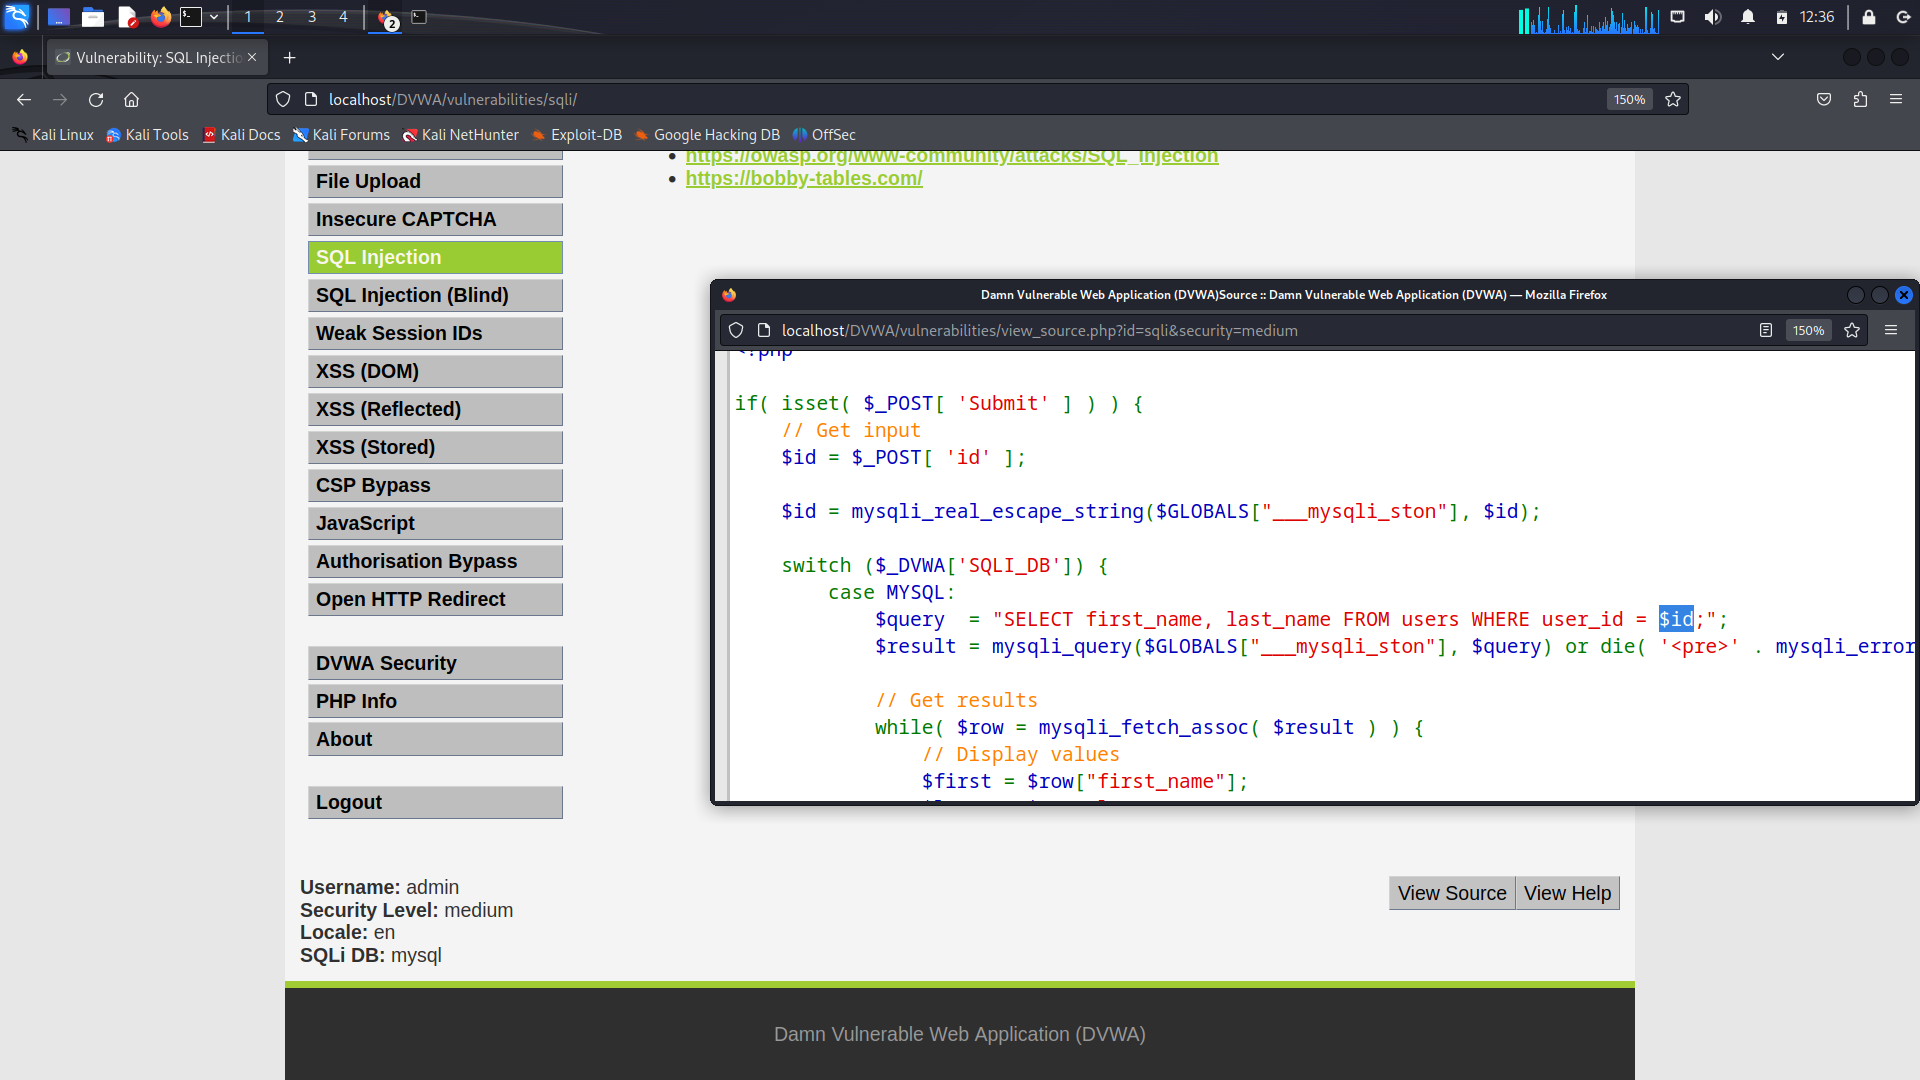 1 2 3 4 2 12:36
Vulnerability: SQL Injectio
localhost/DVWA/vulnerabilities/sqli/ 150%
Kali Linux Kali Tools Kali Docs Kali Forums Kali NetHunter Exploit-DB Google Hacking DB OffSec
https://owasp.org/www-community/attacks/SQL_Injection
https://bobby-tables.com/
File Upload
Insecure CAPTCHA
SQL Injection
SQL Injection (Blind)
Weak Session IDs
XSS (DOM)
XSS (Reflected)
XSS (Stored)
CSP Bypass
JavaScript
Authorisation Bypass
Open HTTP Redirect
DVWA Security
PHP Info
About
Logout
Damn Vulnerable Web Application (DVWA)Source :: Damn Vulnerable Web Application (DVWA) — Mozilla Firefox
localhost/DVWA/vulnerabilities/view_source.php?id=sqli&security=medium 150%
<?php
if( isset( $_POST[ 'Submit' ] ) ) {
// Get input
$id = $_POST[ 'id' ];
$id = mysqli_real_escape_string($GLOBALS["___mysqli_ston"], $id);
switch ($_DVWA['SQLI_DB']) {
case MYSQL:
$query  = "SELECT first_name, last_name FROM users WHERE user_id = $id;";
$result = mysqli_query($GLOBALS["___mysqli_ston"], $query) or die( '<pre>' . mysqli_error
// Get results
while( $row = mysqli_fetch_assoc( $result ) ) {
// Display values
$first = $row["first_name"];
Username: admin
Security Level: medium
Locale: en
SQLi DB: mysql
View Source View Help
Damn Vulnerable Web Application (DVWA)